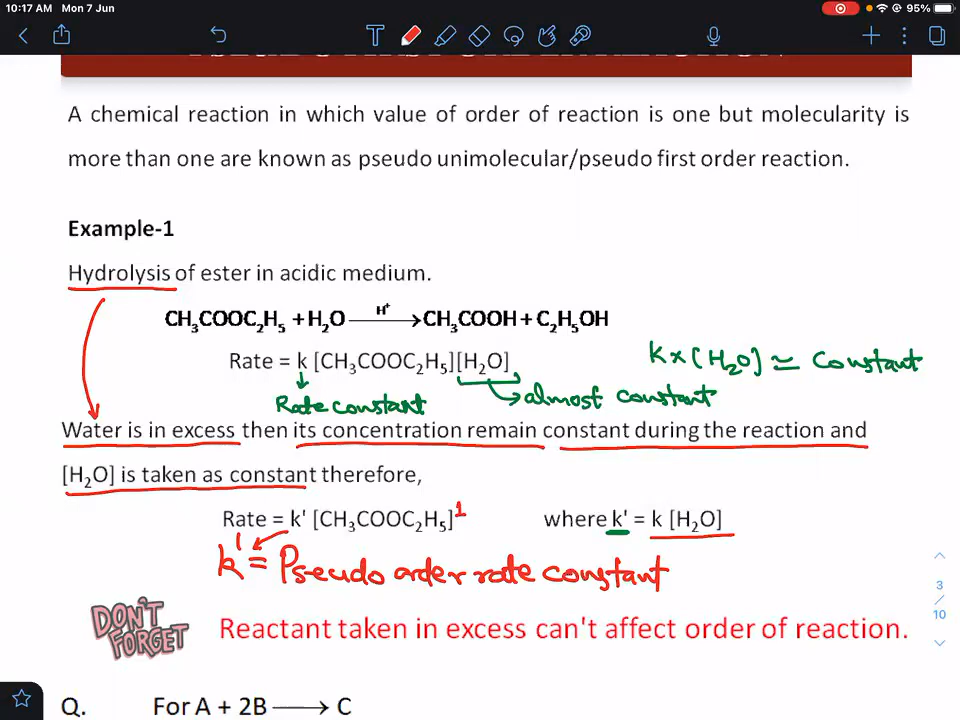 10:17 AM Mon 7 Jun
95%
A chemical reaction in which value of order of reaction is one but molecularity is
more than one are known as pseudo unimolecular/pseudo first order reaction.
Example-1
Hydrolysis of ester in acidic medium.
CH₃COOC₂H₅ + H₂O —H⁺→ CH₃COOH + C₂H₅OH
Rate = k [CH₃COOC₂H₅][H₂O]
k × [H₂O] ≃ Constant
Rate constant
almost constant
Water is in excess then its concentration remain constant during the reaction and
[H₂O] is taken as constant therefore,
Rate = k' [CH₃COOC₂H₅]¹ where k' = k [H₂O]
k' = Pseudo order rate constant
DON'T
FORGET
Reactant taken in excess can't affect order of reaction.
3
/
10
Q. For A + 2B ⟶ C